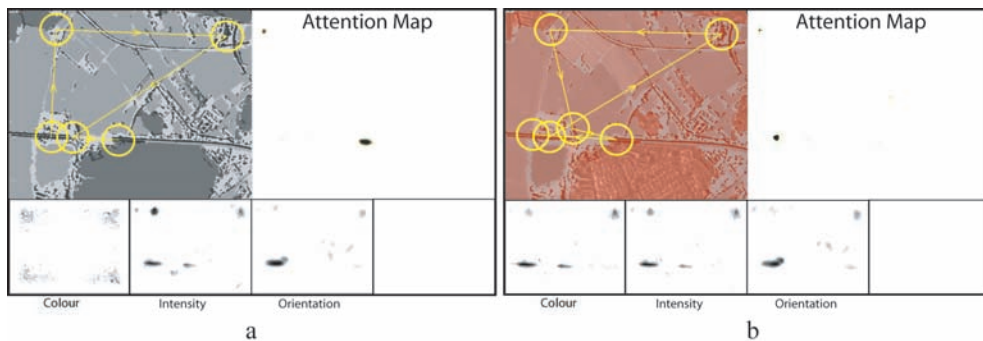 Attention Map
Attention Map
Colour Intensity Orientation
Colour Intensity Orientation
a
b